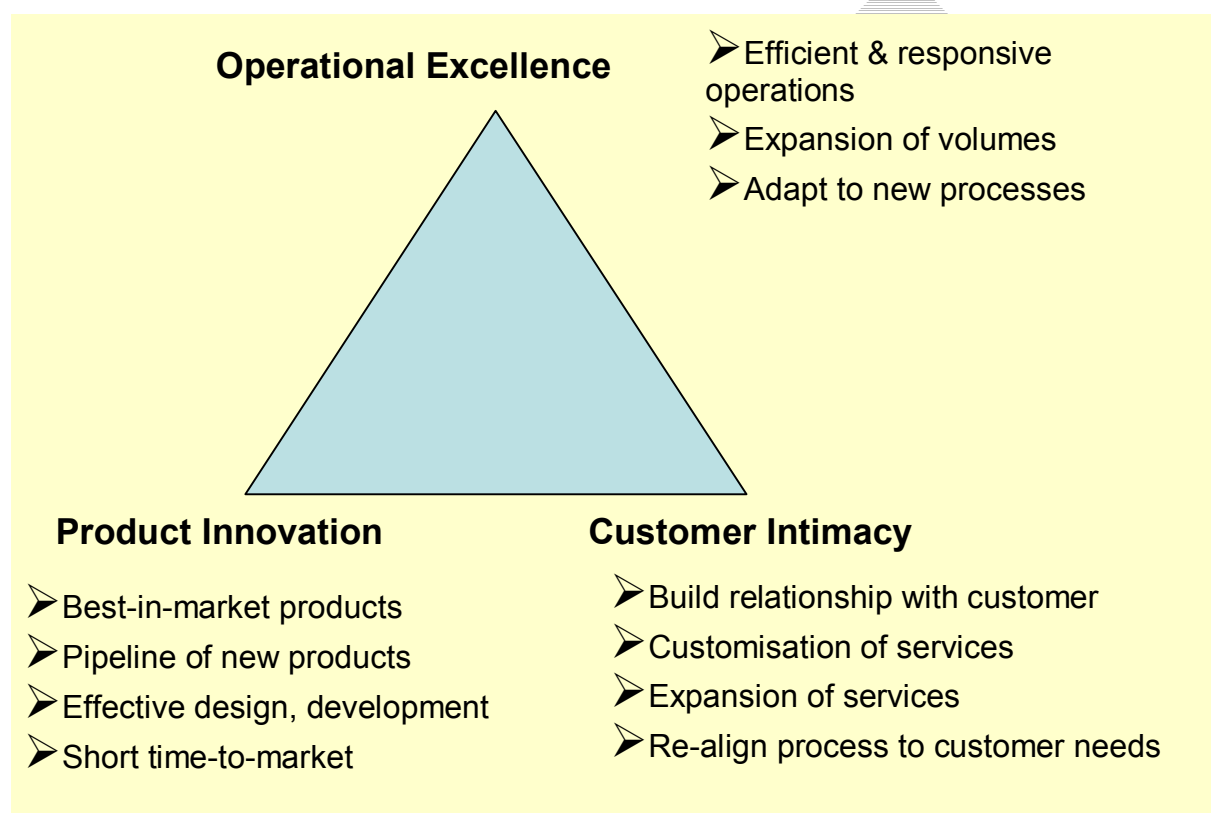 Operational Excellence
➢Efficient & responsive
operations
➢Expansion of volumes
➢Adapt to new processes
Product Innovation
➢Best-in-market products
➢Pipeline of new products
➢Effective design, development
➢Short time-to-market
Customer Intimacy
➢Build relationship with customer
➢Customisation of services
➢Expansion of services
➢Re-align process to customer needs